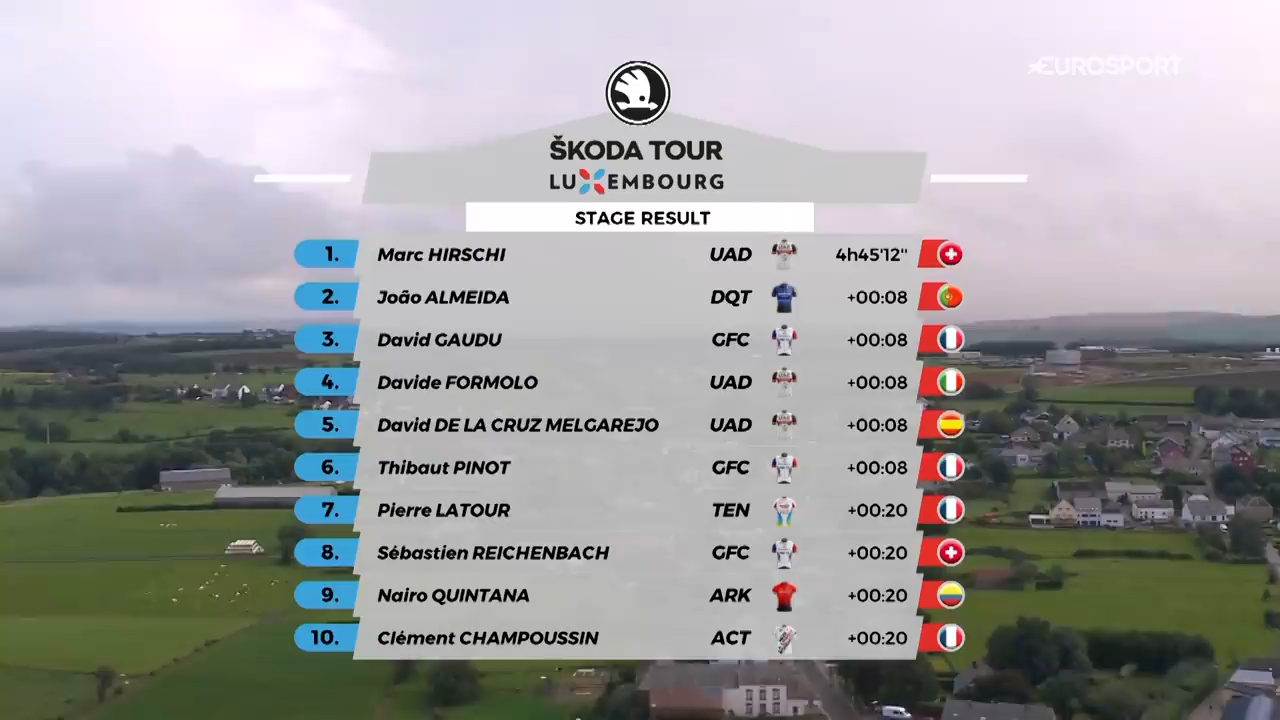 EUROSPORT
ŠKODA TOUR
LUXEMBOURG
STAGE RESULT
1. Marc HIRSCHI UAD 4h45'12"
2. João ALMEIDA DQT +00:08
3. David GAUDU GFC +00:08
4. Davide FORMOLO UAD +00:08
5. David DE LA CRUZ MELGAREJO UAD +00:08
6. Thibaut PINOT GFC +00:08
7. Pierre LATOUR TEN +00:20
8. Sébastien REICHENBACH GFC +00:20
9. Nairo QUINTANA ARK +00:20
10. Clément CHAMPOUSSIN ACT +00:20